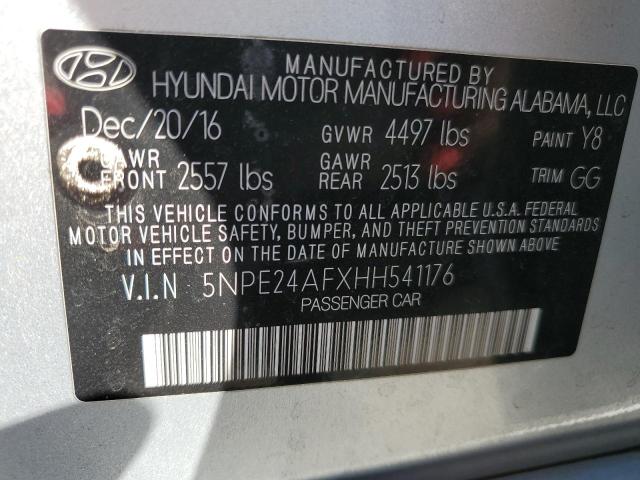 MANUFACTURED BY
HYUNDAI MOTOR MANUFACTURING ALABAMA, LLC
Dec/20/16 GVWR 4497 lbs PAINT Y8
GAWR FRONT 2557 lbs GAWR REAR 2513 lbs TRIM GG
THIS VEHICLE CONFORMS TO ALL APPLICABLE U.S.A. FEDERAL
MOTOR VEHICLE SAFETY, BUMPER, AND THEFT PREVENTION STANDARDS
IN EFFECT ON THE DATE OF MANUFACTURE SHOWN ABOVE.
V.I.N 5NPE24AFXHH541176
PASSENGER CAR